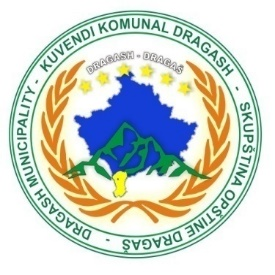 DRAGASH MUNICIPALITY - KUVENDI KOMUNAL DRAGASH - SKUPŠTINA OPŠTINE DRAGAŠ -
DRAGASH - DRAGAŠ